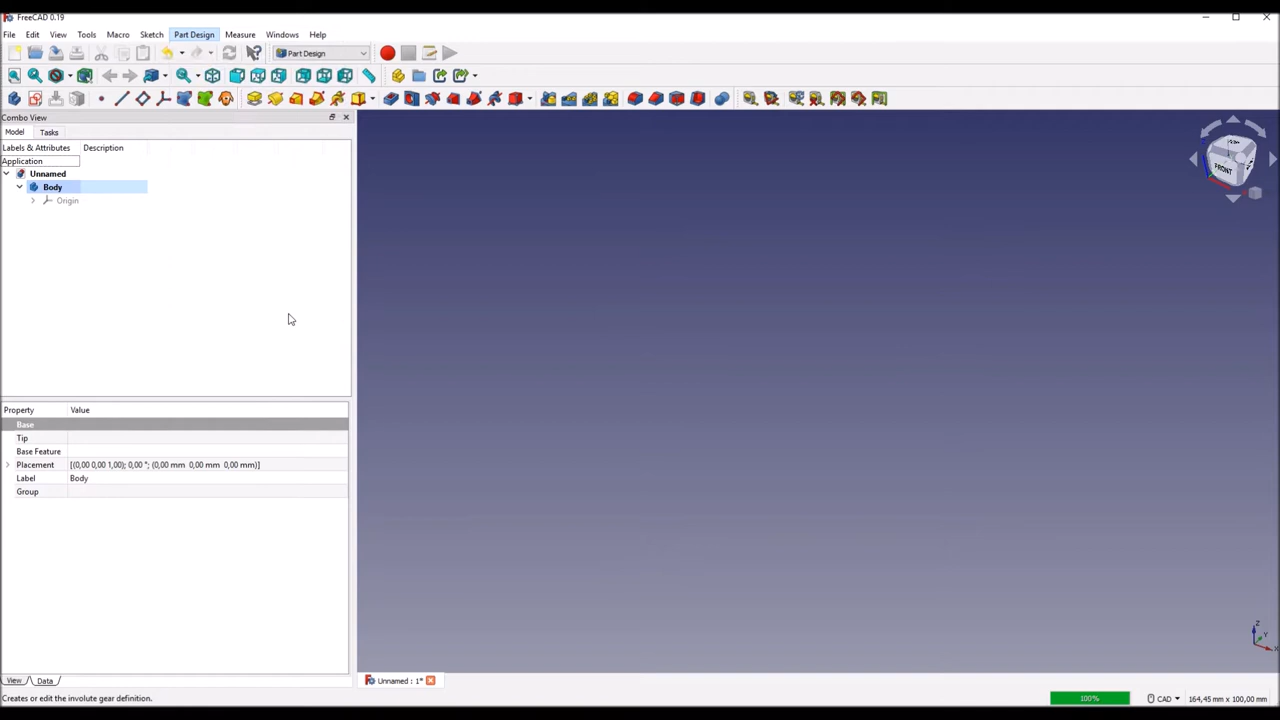 FreeCAD 0.19
File Edit View Tools Macro Sketch Part Design Measure Windows Help
Part Design
Combo View
Model Tasks
Labels & Attributes Description
Application
Unnamed
Body
Origin
FRONT
Property Value
Base
Tip
Base Feature
Placement [(0,00 0,00 1,00); 0,00 °; (0,00 mm 0,00 mm 0,00 mm)]
Label Body
Group
Z
Y
X
View Data
Unnamed : 1*
Creates or edit the involute gear definition.
100%
CAD
164,45 mm x 100,00 mm